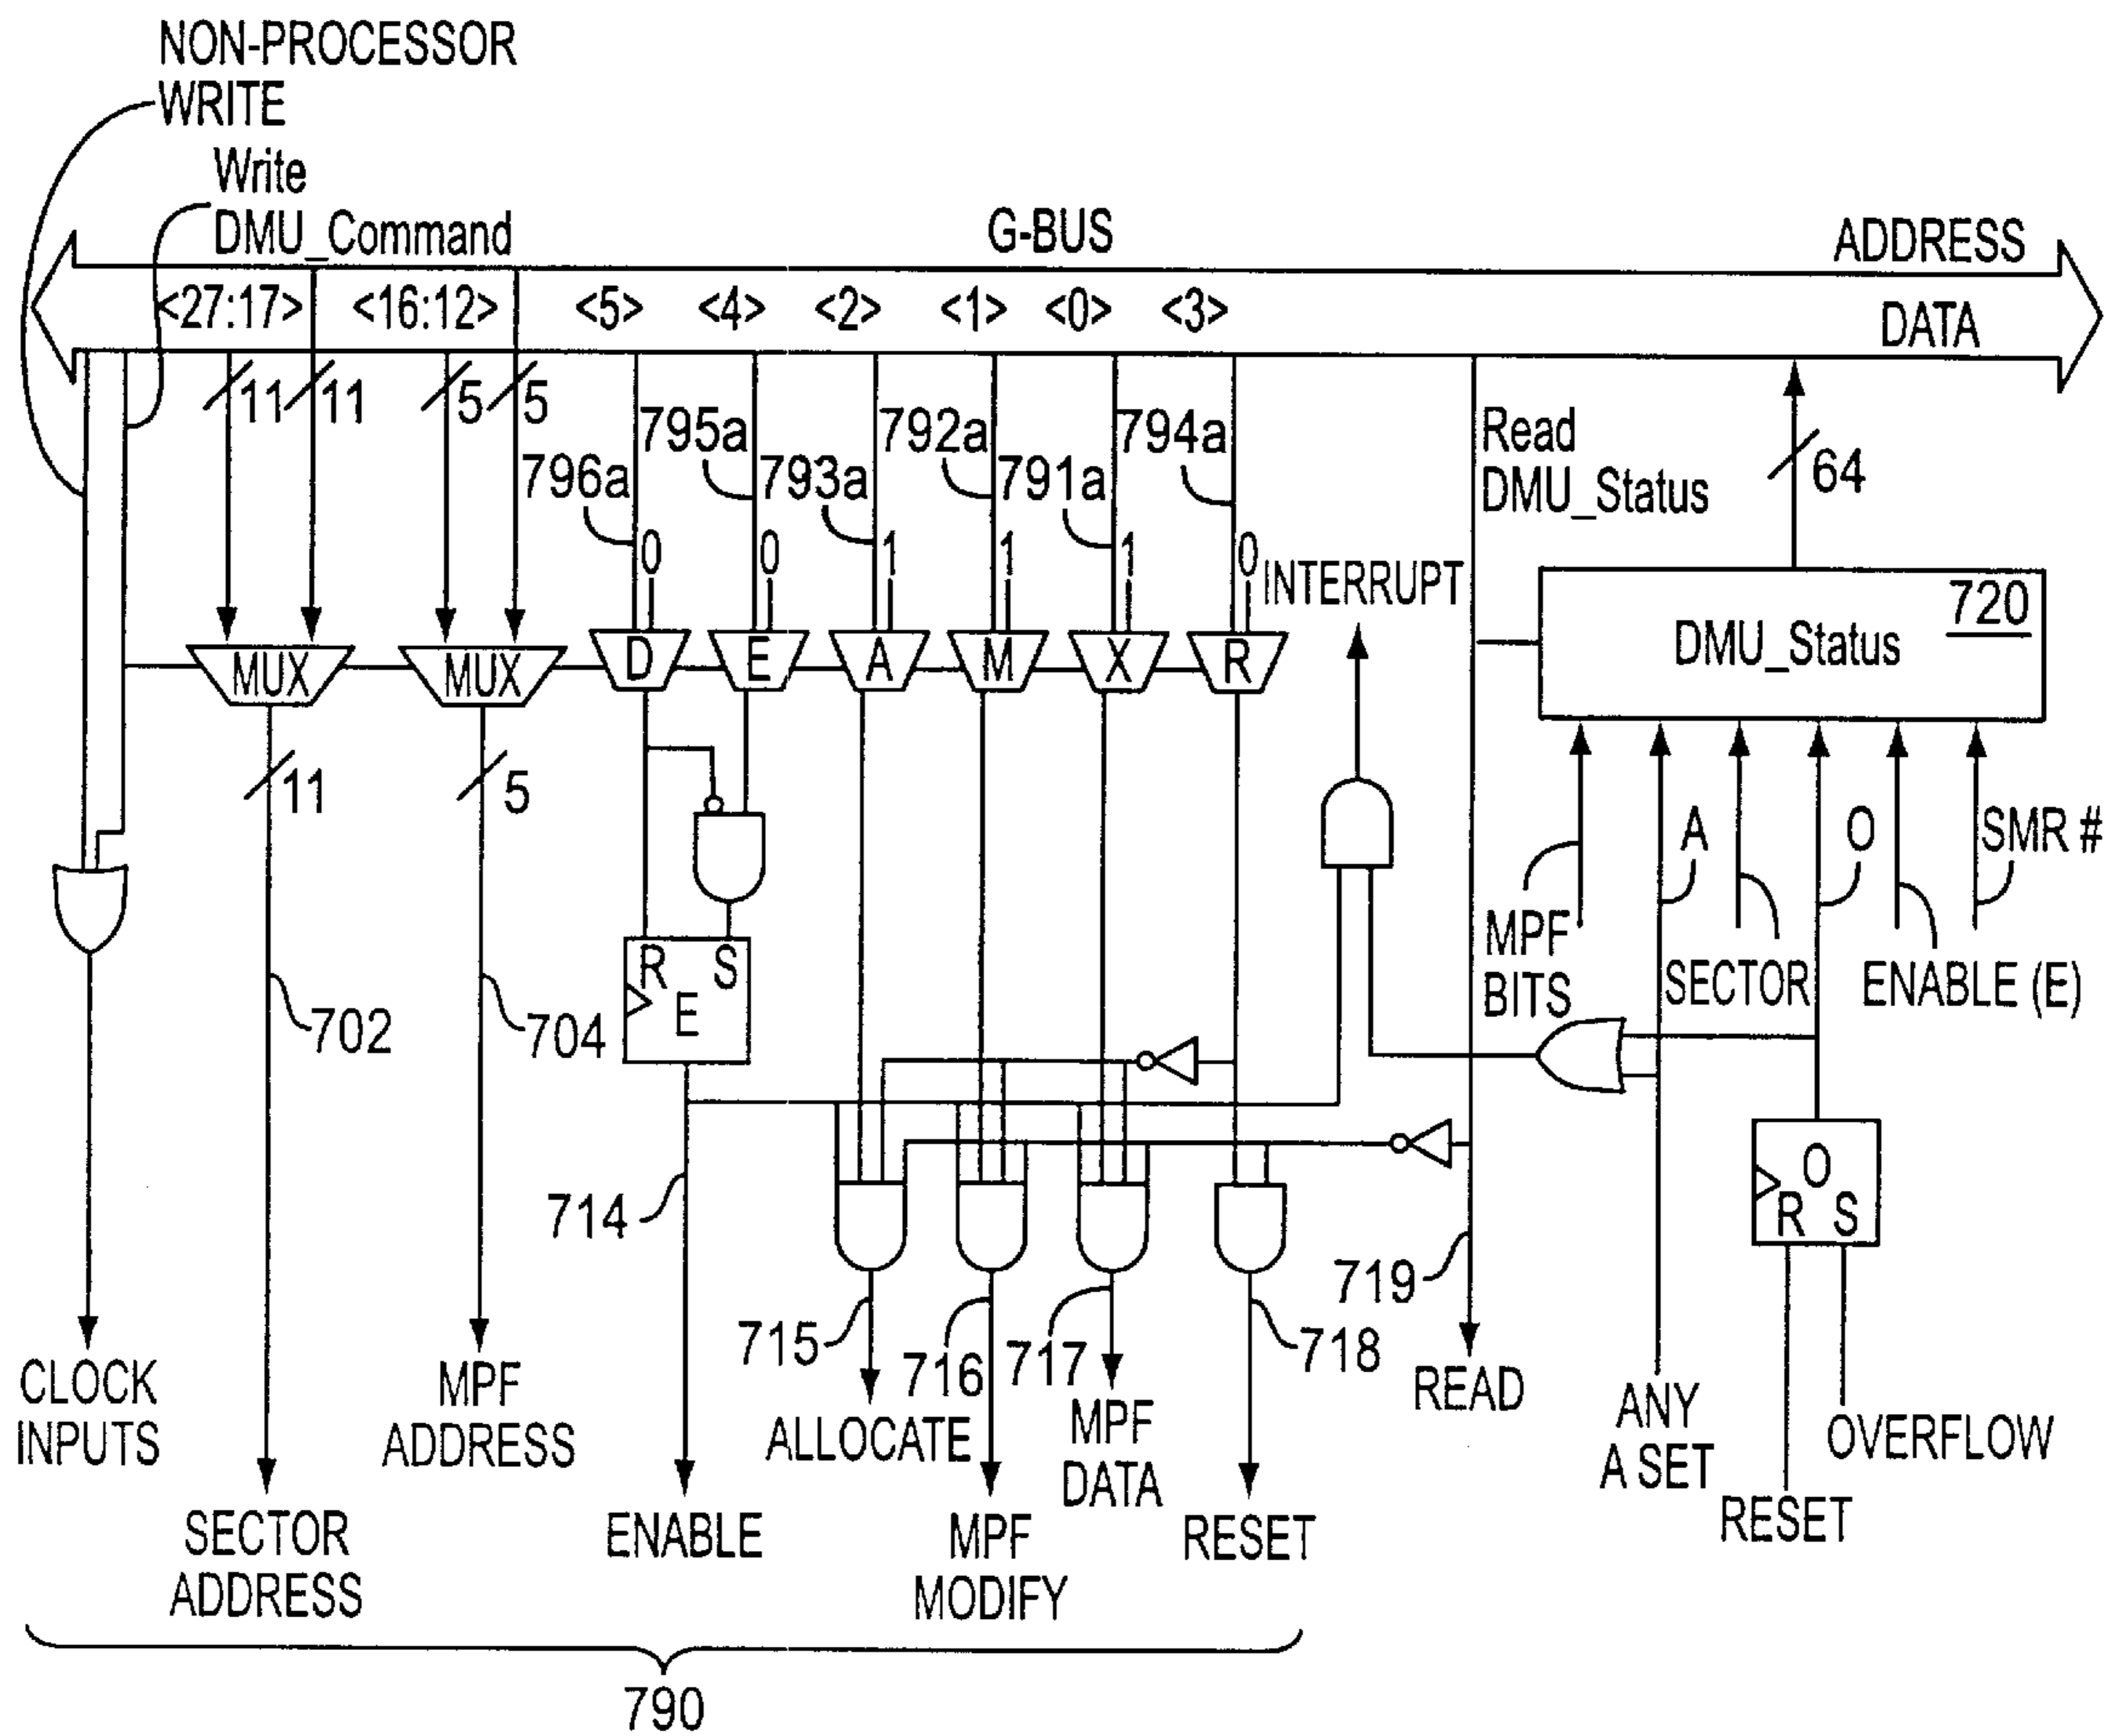 NON-PROCESSOR
WRITE
Write
DMU_Command
G-BUS
ADDRESS
<27:17>
<16:12>
<5>
<4>
<2>
<1>
<0>
<3>
DATA
11
11
5
5
796a
795a
793a
792a
791a
794a
Read
DMU_Status
64
0
0
1
1
1
0
INTERRUPT
720
DMU_Status
MUX
MUX
D
E
A
M
X
R
11
5
A
O
SMR #
MPF
BITS
SECTOR
ENABLE (E)
R S
E
702
704
714
O
R S
719
715
716
717
718
CLOCK
INPUTS
MPF
ADDRESS
ALLOCATE
MPF
DATA
READ
ANY
A SET
OVERFLOW
RESET
SECTOR
ADDRESS
ENABLE
MPF
MODIFY
RESET
790